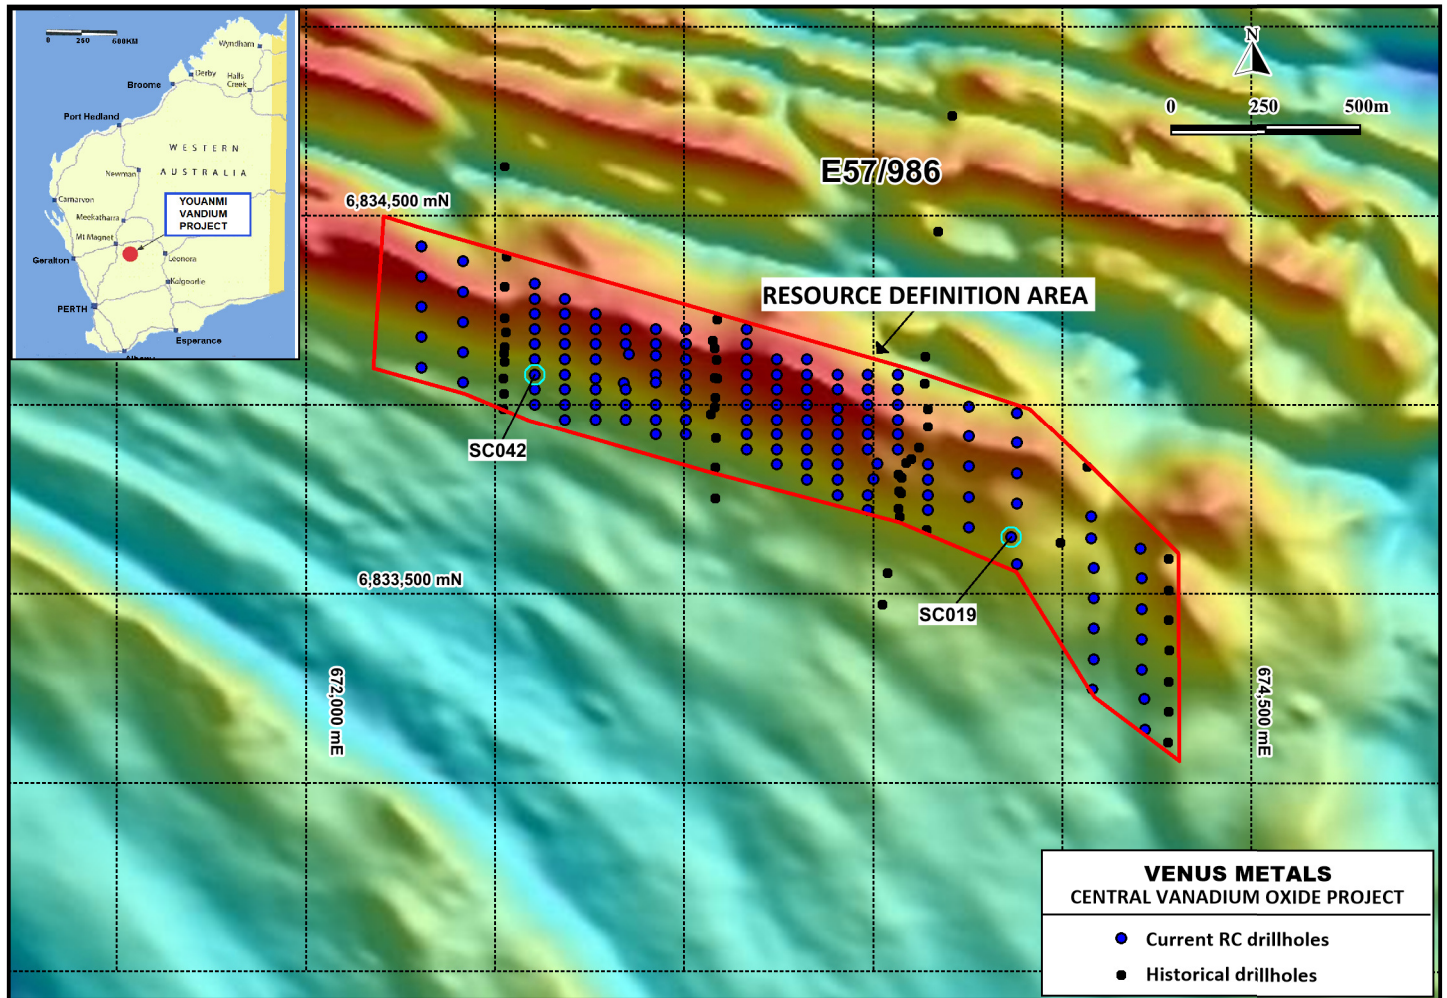 0 250 600KM
Wyndham
Derby
Broome
Halls
Creek
Port Hedland
WESTERN
AUSTRALIA
Newman
Carnarvon
Meekatharra
Mt Magnet
Geralton
Leonora
Kalgoorlie
PERTH
Esperance
YOUANMI
VANDIUM
PROJECT
N
0 250 500m
E57/986
6,834,500 mN
RESOURCE DEFINITION AREA
SC042
6,833,500 mN
SC019
672,000 mE
674,500 mE
VENUS METALS
CENTRAL VANADIUM OXIDE PROJECT
Current RC drillholes
Historical drillholes